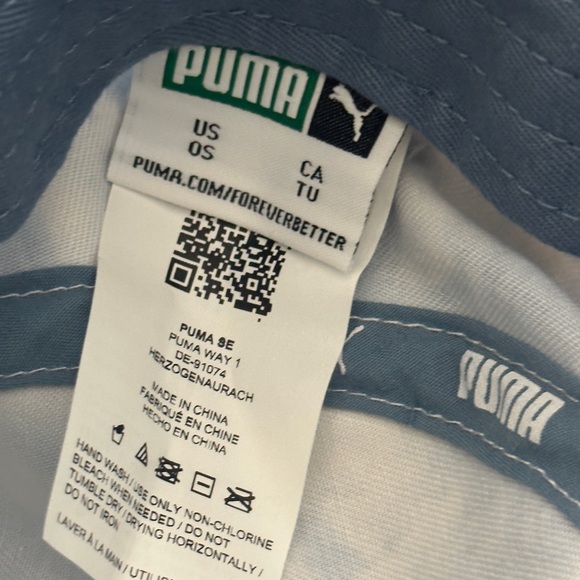 PUMA
US
OS
CA
TU
PUMA.COM/FOREVERBETTER
PUMA SE
PUMA WAY 1
DE-91074
HERZOGENAURACH
MADE IN CHINA
FABRIQUÉ EN CHINE
HECHO EN CHINA
HAND WASH / USE ONLY NON-CHLORINE
BLEACH WHEN NEEDED / DO NOT
TUMBLE DRY / DRYING HORIZONTALLY /
DO NOT IRON
LAVER À LA MAIN / UTILIS
PUMA